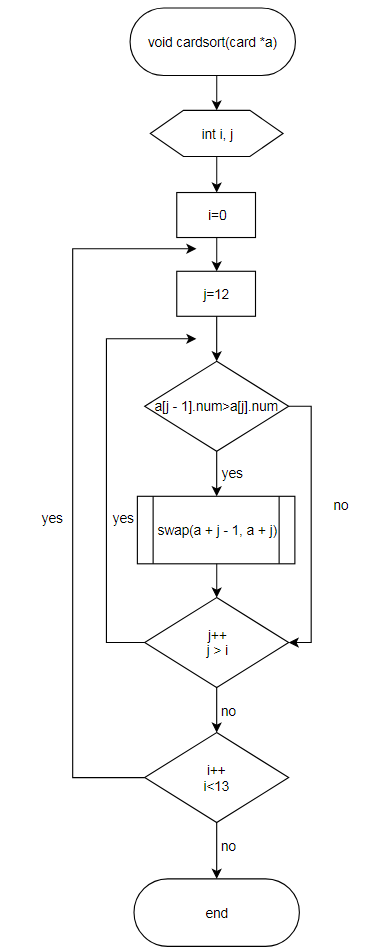 void cardsort(card *a)
int i, j
i=0
j=12
a[j - 1].num>a[j].num
yes
no
yes
yes
swap(a + j - 1, a + j)
j++
j > i
no
i++
i<13
no
end